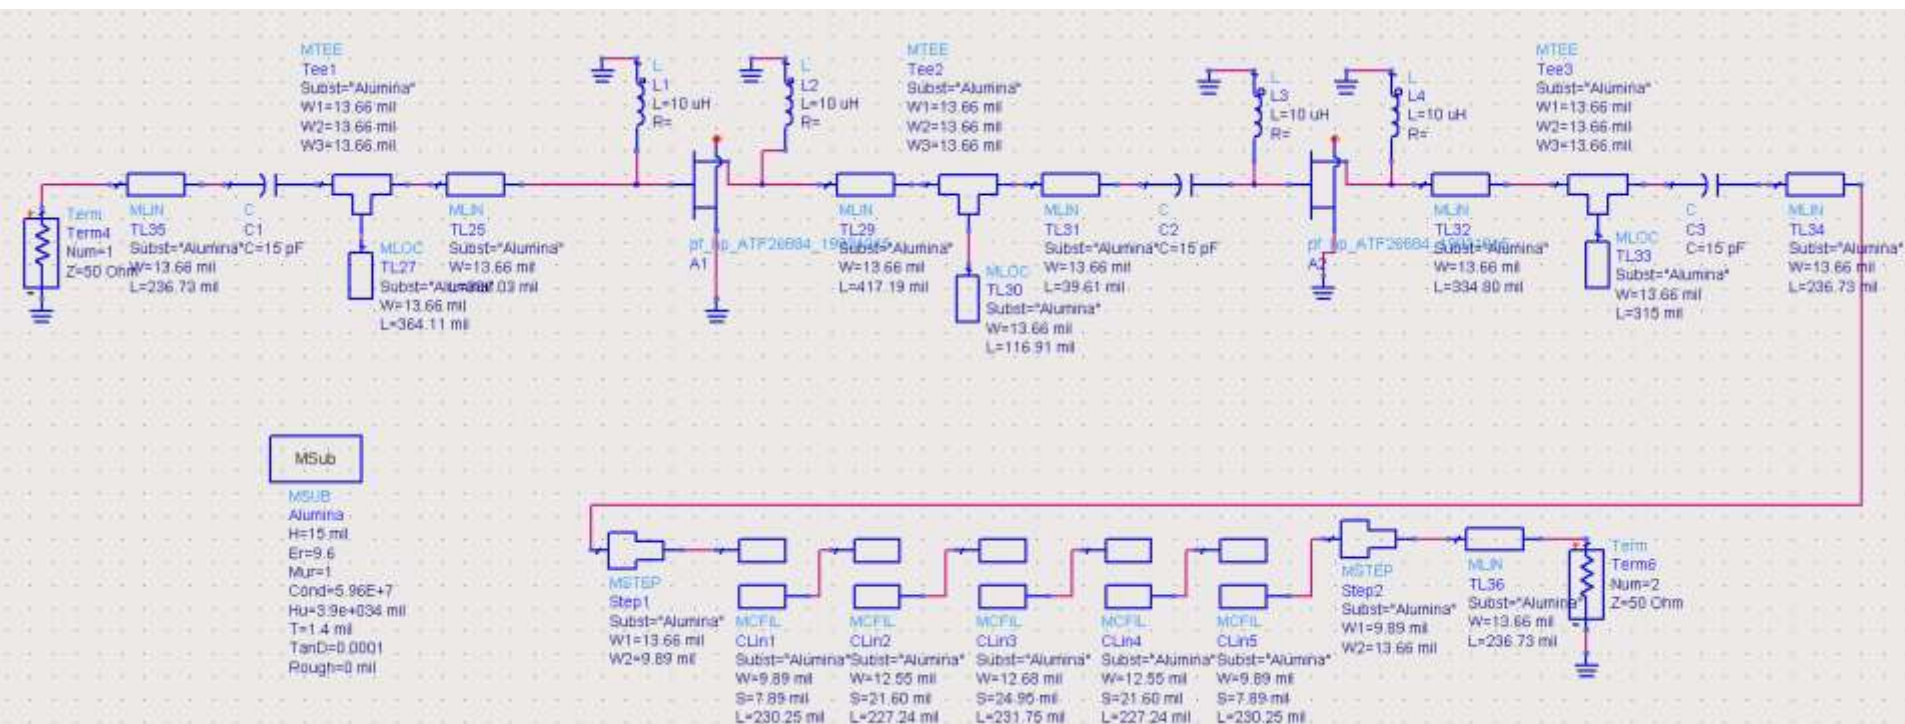 MTEE
Tee1
Subst="Alumina"
W1=13.66 mil
W2=13.66 mil
W3=13.66 mil
L
L1
L=10 uH
R=
L
L2
L=10 uH
R=
MTEE
Tee2
Subst="Alumina"
W1=13.66 mil
W2=13.66 mil
W3=13.66 mil
L
L3
L=10 uH
R=
L
L4
L=10 uH
R=
MTEE
Tee3
Subst="Alumina"
W1=13.66 mil
W2=13.66 mil
W3=13.66 mil
Term
Term4
Num=1
Z=50 Ohm
MLIN
TL35
Subst="Alumina"
W=13.66 mil
L=236.73 mil
C
C1
C=15 pF
MLOC
TL27
Subst="Alumina"
W=13.66 mil
L=364.11 mil
MLIN
TL25
Subst="Alumina"
W=13.66 mil
A1
MLIN
TL29
Subst="Alumina"
W=13.66 mil
L=417.19 mil
MLOC
TL30
Subst="Alumina"
W=13.66 mil
L=116.91 mil
MLIN
TL31
Subst="Alumina"
W=13.66 mil
L=39.61 mil
C
C2
C=15 pF
A2
MLIN
TL32
Subst="Alumina"
W=13.66 mil
L=334.80 mil
MLOC
TL33
Subst="Alumina"
W=13.66 mil
L=315 mil
C
C3
C=15 pF
MLIN
TL34
Subst="Alumina"
W=13.66 mil
L=236.73 mil
MSub
MSUB
Alumina
H=15 mil
Er=9.6
Mur=1
Cond=5.96E+7
Hu=3.9e+034 mil
T=1.4 mil
TanD=0.0001
Rough=0 mil
MSTEP
Step1
Subst="Alumina"
W1=13.66 mil
W2=9.89 mil
MCFIL
CLin1
Subst="Alumina"
W=9.89 mil
S=7.89 mil
L=230.25 mil
MCFIL
CLin2
Subst="Alumina"
W=12.55 mil
S=21.60 mil
L=227.24 mil
MCFIL
CLin3
Subst="Alumina"
W=12.68 mil
S=24.95 mil
L=231.75 mil
MCFIL
CLin4
Subst="Alumina"
W=12.55 mil
S=21.60 mil
L=227.24 mil
MCFIL
CLin5
Subst="Alumina"
W=9.89 mil
S=7.89 mil
L=230.25 mil
MSTEP
Step2
Subst="Alumina"
W1=9.89 mil
W2=13.66 mil
MLIN
TL36
Subst="Alumina"
W=13.66 mil
L=236.73 mil
Term
Term6
Num=2
Z=50 Ohm